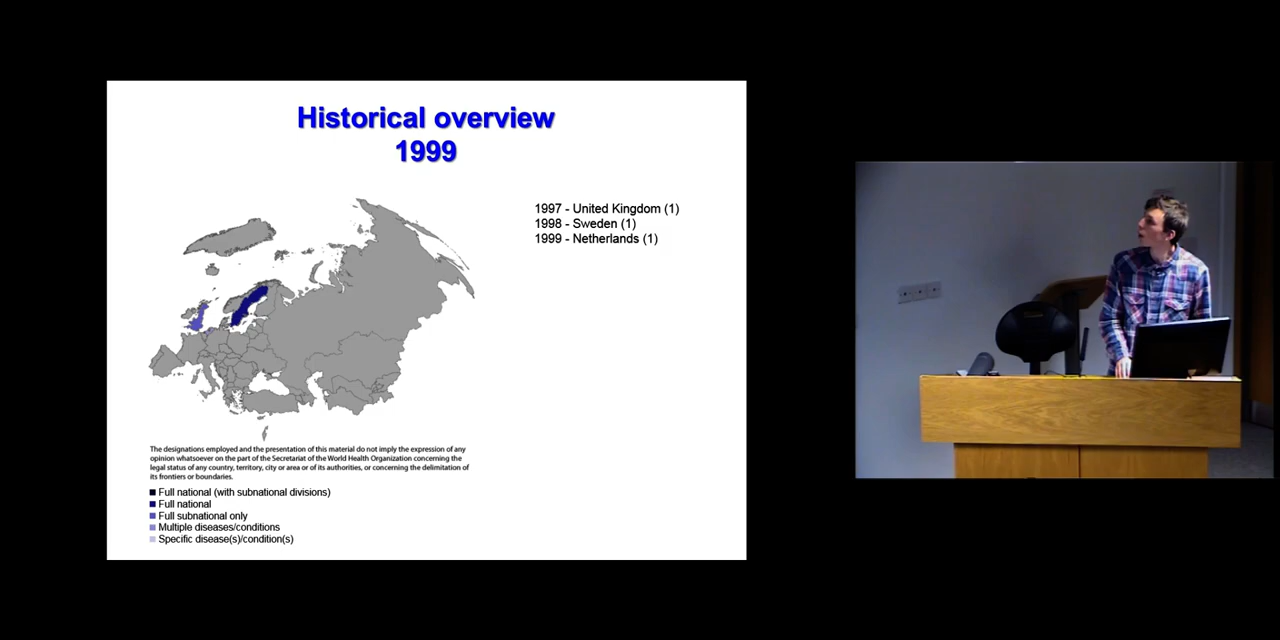 Historical overview
1999
1997 - United Kingdom (1)
1998 - Sweden (1)
1999 - Netherlands (1)
The designations employed and the presentation of this material do not imply the expression of any
opinion whatsoever on the part of the Secretariat of the World Health Organization concerning the
legal status of any country, territory, city or area or of its authorities, or concerning the delimitation of
its frontiers or boundaries.
Full national (with subnational divisions)
Full national
Full subnational only
Multiple diseases/conditions
Specific disease(s)/condition(s)